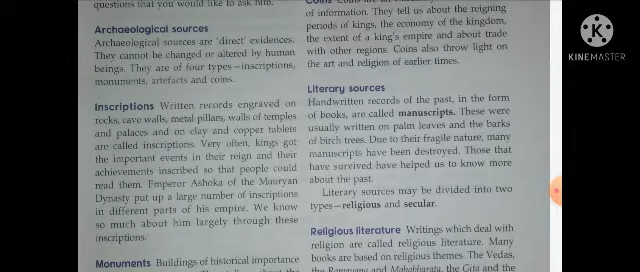 questions that you would like to ask him.
Archaeological sources
Archaeological sources are 'direct' evidences.
They cannot be changed or altered by human
beings. They are of four types—inscriptions,
monuments, artefacts and coins.
Inscriptions Written records engraved on
rocks, cave walls, metal pillars, walls of temples
and palaces and on clay and copper tablets
are called inscriptions. Very often, kings got
the important events in their reign and their
achievements inscribed so that people could
read them. Emperor Ashoka of the Mauryan
Dynasty put up a large number of inscriptions
in different parts of his empire. We know
so much about him largely through these
inscriptions.
Monuments Buildings of historical importance
of information. They tell us about the reigning
periods of kings, the economy of the kingdom,
the extent of a king's empire and about trade
with other regions. Coins also throw light on
the art and religion of earlier times.
Literary sources
Handwritten records of the past, in the form
of books, are called manuscripts. These were
usually written on palm leaves and the barks
of birch trees. Due to their fragile nature, many
manuscripts have been destroyed. Those that
have survived have helped us to know more
about the past.
Literary sources may be divided into two
types—religious and secular.
Religious literature Writings which deal with
religion are called religious literature. Many
books are based on religious themes. The Vedas,
the Ramayana and Mahabharata, the Gita and the
KINEMASTER